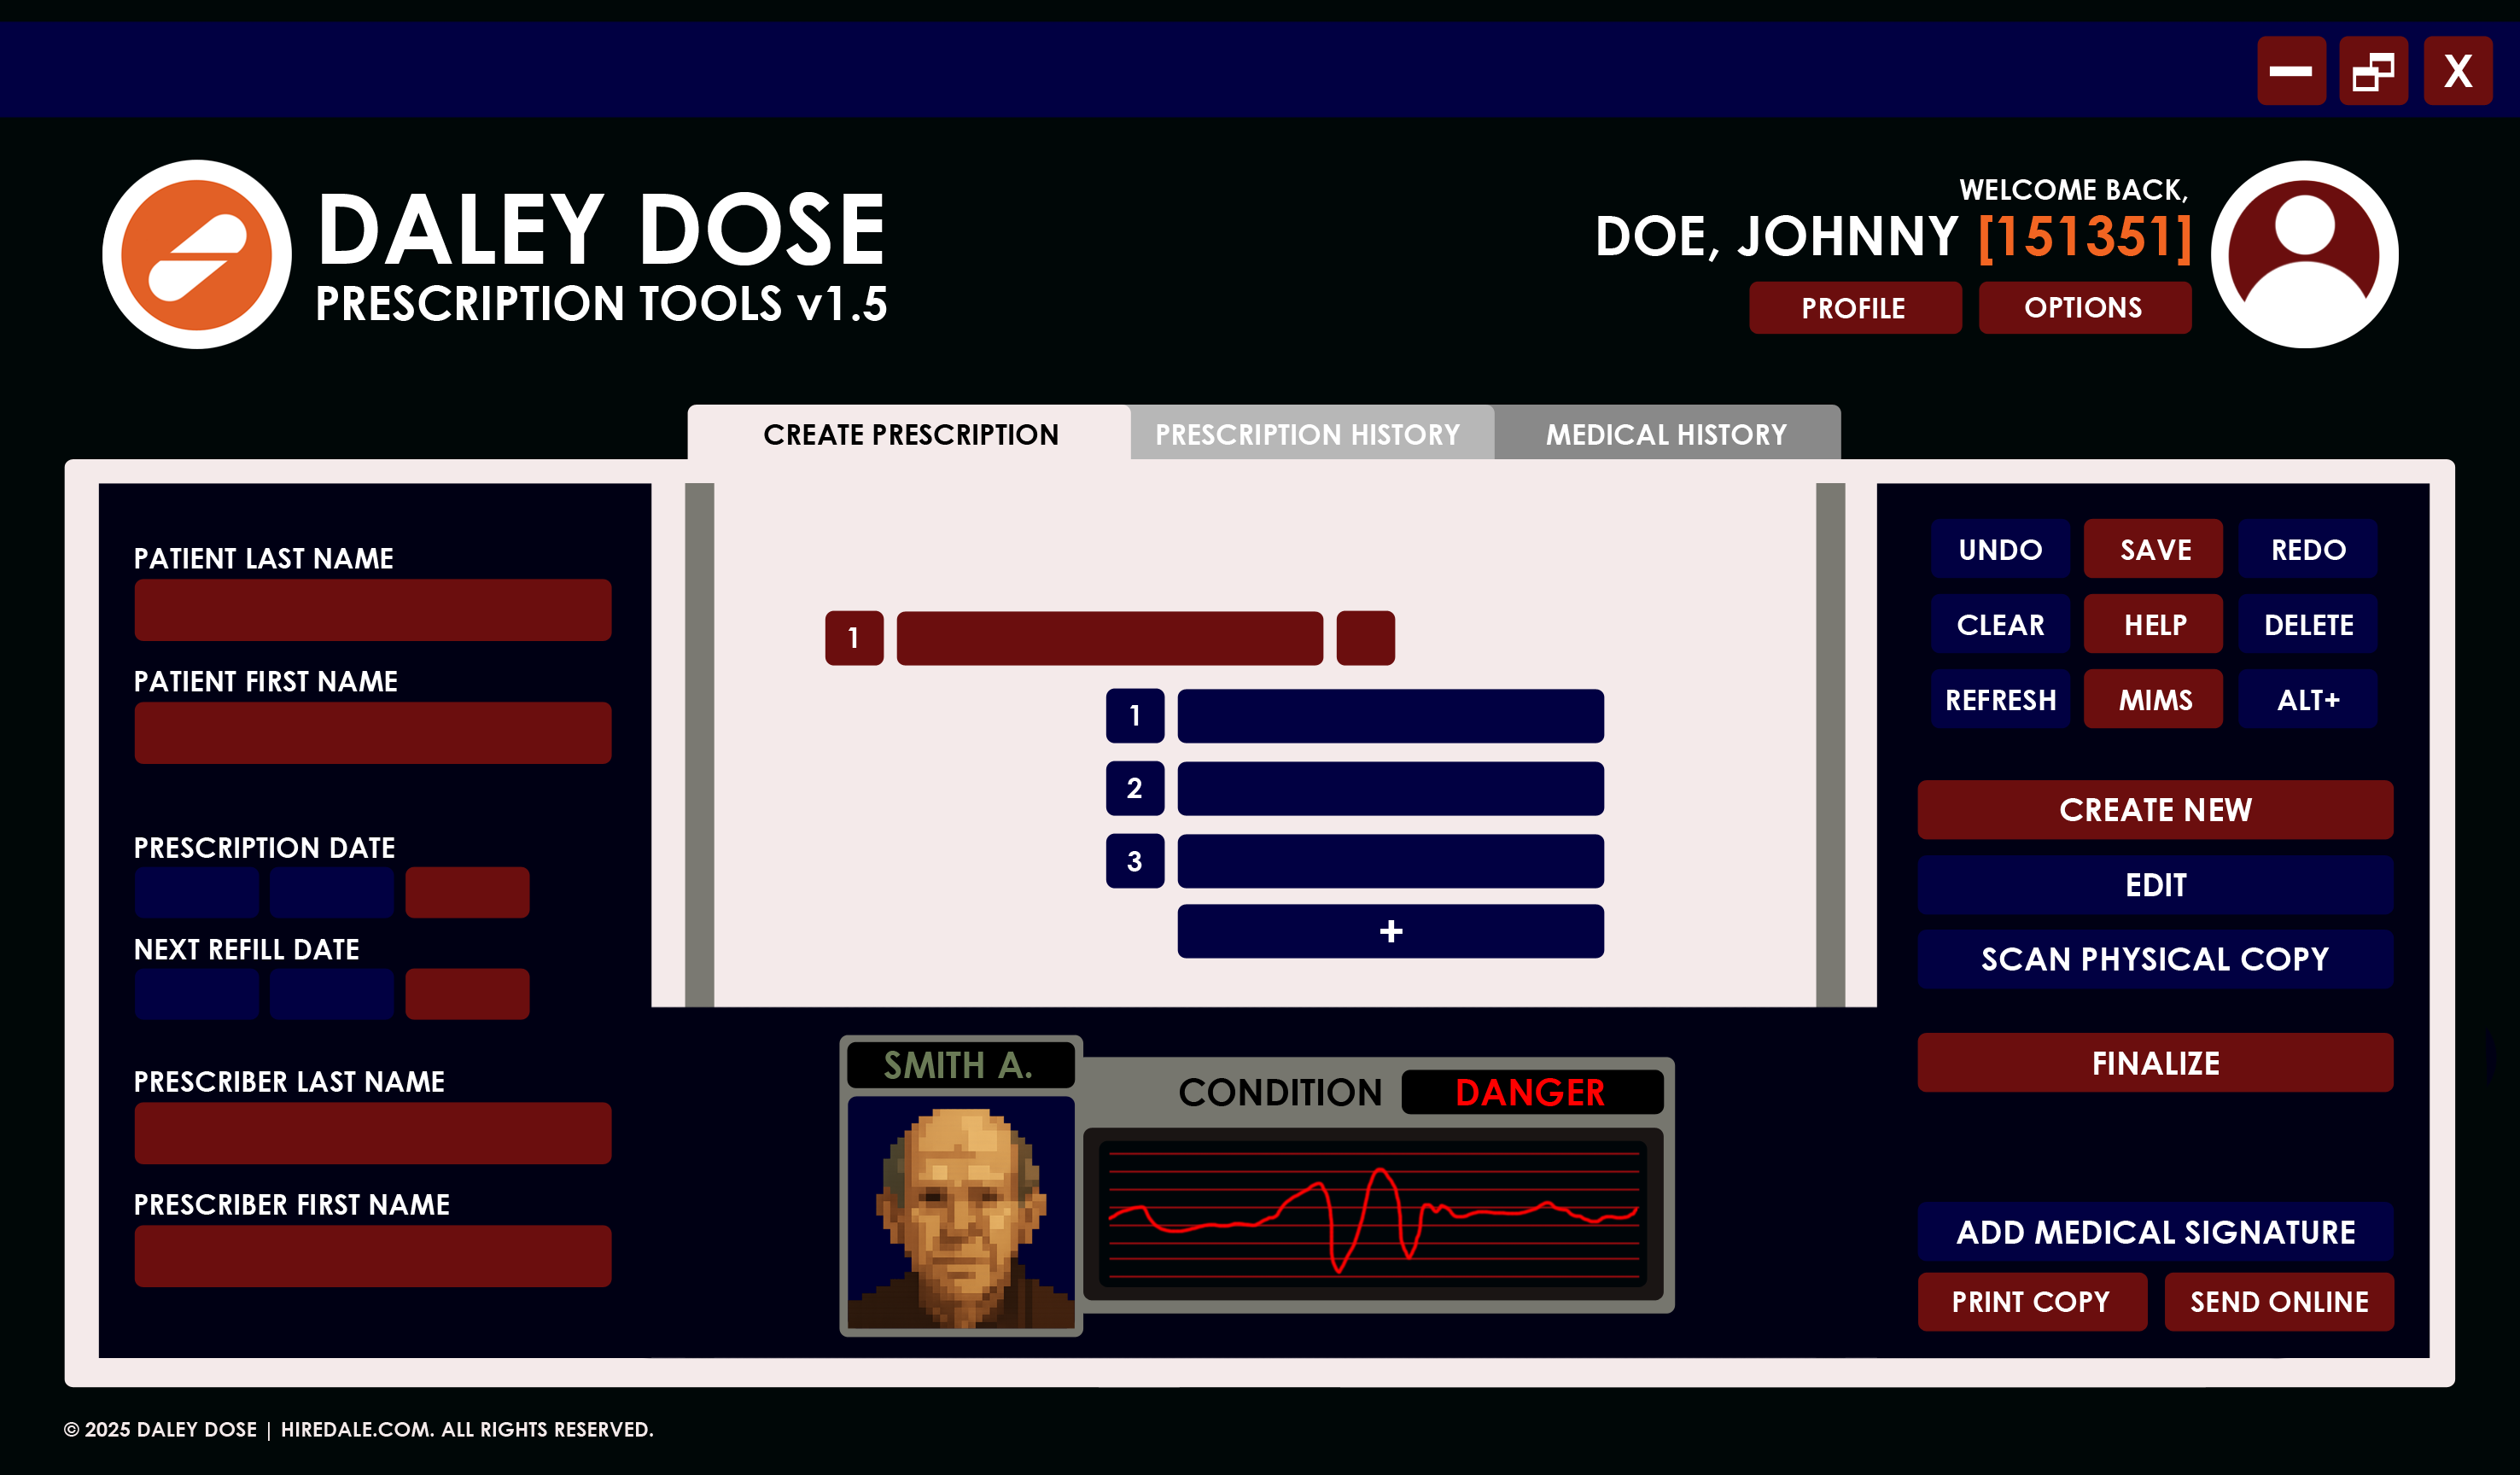 X
DALEY DOSE
PRESCRIPTION TOOLS v1.5
WELCOME BACK,
DOE, JOHNNY [151351]
PROFILE
OPTIONS
CREATE PRESCRIPTION
PRESCRIPTION HISTORY
MEDICAL HISTORY
PATIENT LAST NAME
PATIENT FIRST NAME
PRESCRIPTION DATE
NEXT REFILL DATE
PRESCRIBER LAST NAME
PRESCRIBER FIRST NAME
1
1
2
3
+
SMITH A.
CONDITION
DANGER
UNDO
SAVE
REDO
CLEAR
HELP
DELETE
REFRESH
MIMS
ALT+
CREATE NEW
EDIT
SCAN PHYSICAL COPY
FINALIZE
ADD MEDICAL SIGNATURE
PRINT COPY
SEND ONLINE
© 2025 DALEY DOSE | HIREDALE.COM. ALL RIGHTS RESERVED.